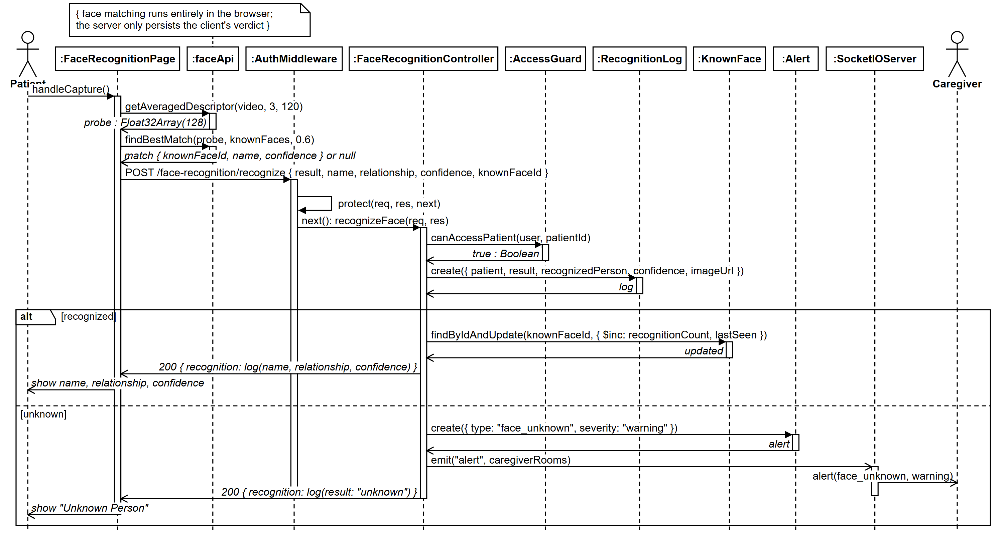 { face matching runs entirely in the browser;
the server only persists the client's verdict }
:FaceRecognitionPage
:faceApi
:AuthMiddleware
:FaceRecognitionController
:AccessGuard
:RecognitionLog
:KnownFace
:Alert
:SocketIOServer
Patient
Caregiver
handleCapture()
getAveragedDescriptor(video, 3, 120)
probe : Float32Array(128)
findBestMatch(probe, knownFaces, 0.6)
match { knownFaceId, name, confidence } or null
POST /face-recognition/recognize { result, name, relationship, confidence, knownFaceId }
protect(req, res, next)
next(): recognizeFace(req, res)
canAccessPatient(user, patientId)
true : Boolean
create({ patient, result, recognizedPerson, confidence, imageUrl })
log
alt
[recognized]
findByIdAndUpdate(knownFaceId, { $inc: recognitionCount, lastSeen })
updated
200 { recognition: log(name, relationship, confidence) }
show name, relationship, confidence
[unknown]
create({ type: "face_unknown", severity: "warning" })
alert
emit("alert", caregiverRooms)
alert(face_unknown, warning)
200 { recognition: log(result: "unknown") }
show "Unknown Person"